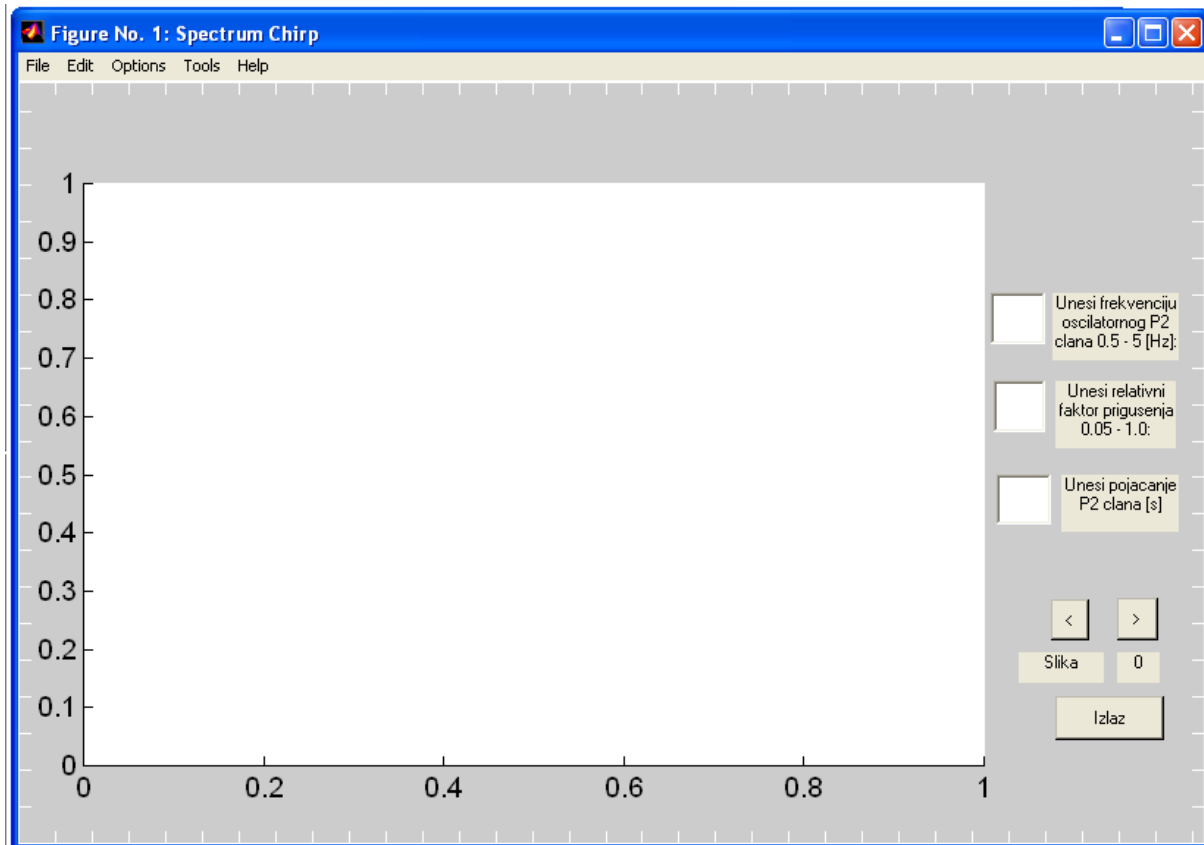 Figure No. 1: Spectrum Chirp
File Edit Options Tools Help
1
0.9
0.8
0.7
0.6
0.5
0.4
0.3
0.2
0.1
0
0 0.2 0.4 0.6 0.8 1
Unesi frekvenciju
oscilatornog P2
clana 0.5 - 5 [Hz]:
Unesi relativni
faktor prigusenja
0.05 - 1.0:
Unesi pojacanje
P2 clana [s]
< >
Slika 0
Izlaz